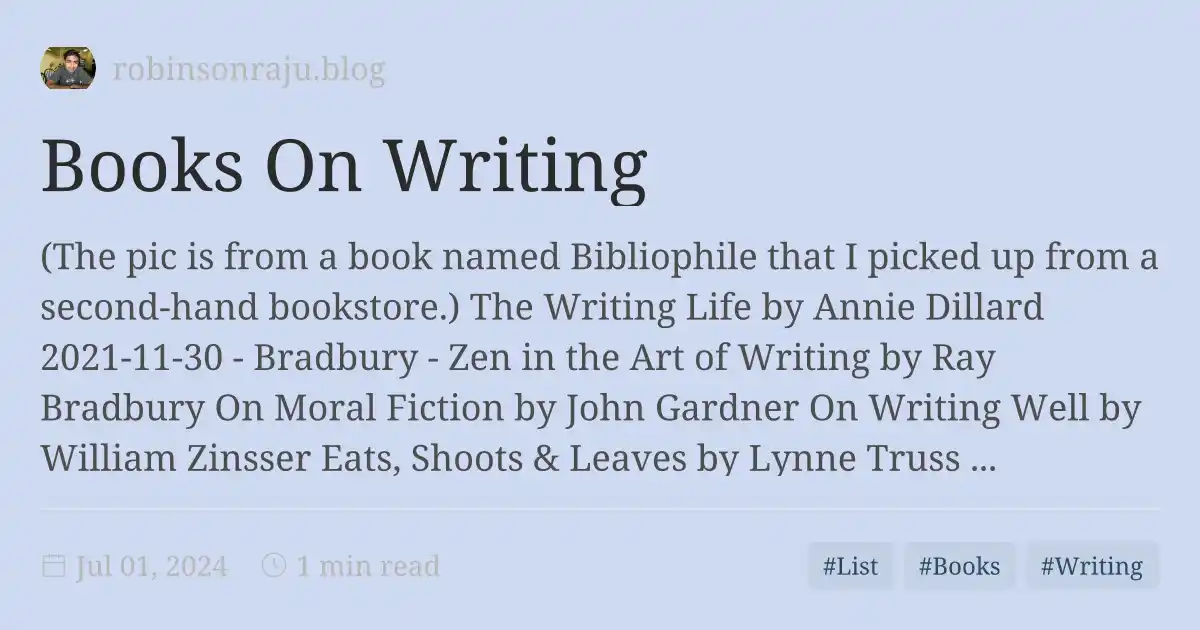 robinsonraju.blog
Books On Writing
(The pic is from a book named Bibliophile that I picked up from a
second-hand bookstore.) The Writing Life by Annie Dillard
2021-11-30 - Bradbury - Zen in the Art of Writing by Ray
Bradbury On Moral Fiction by John Gardner On Writing Well by
William Zinsser Eats, Shoots & Leaves by Lynne Truss ...
Jul 01, 2024 1 min read #List #Books #Writing